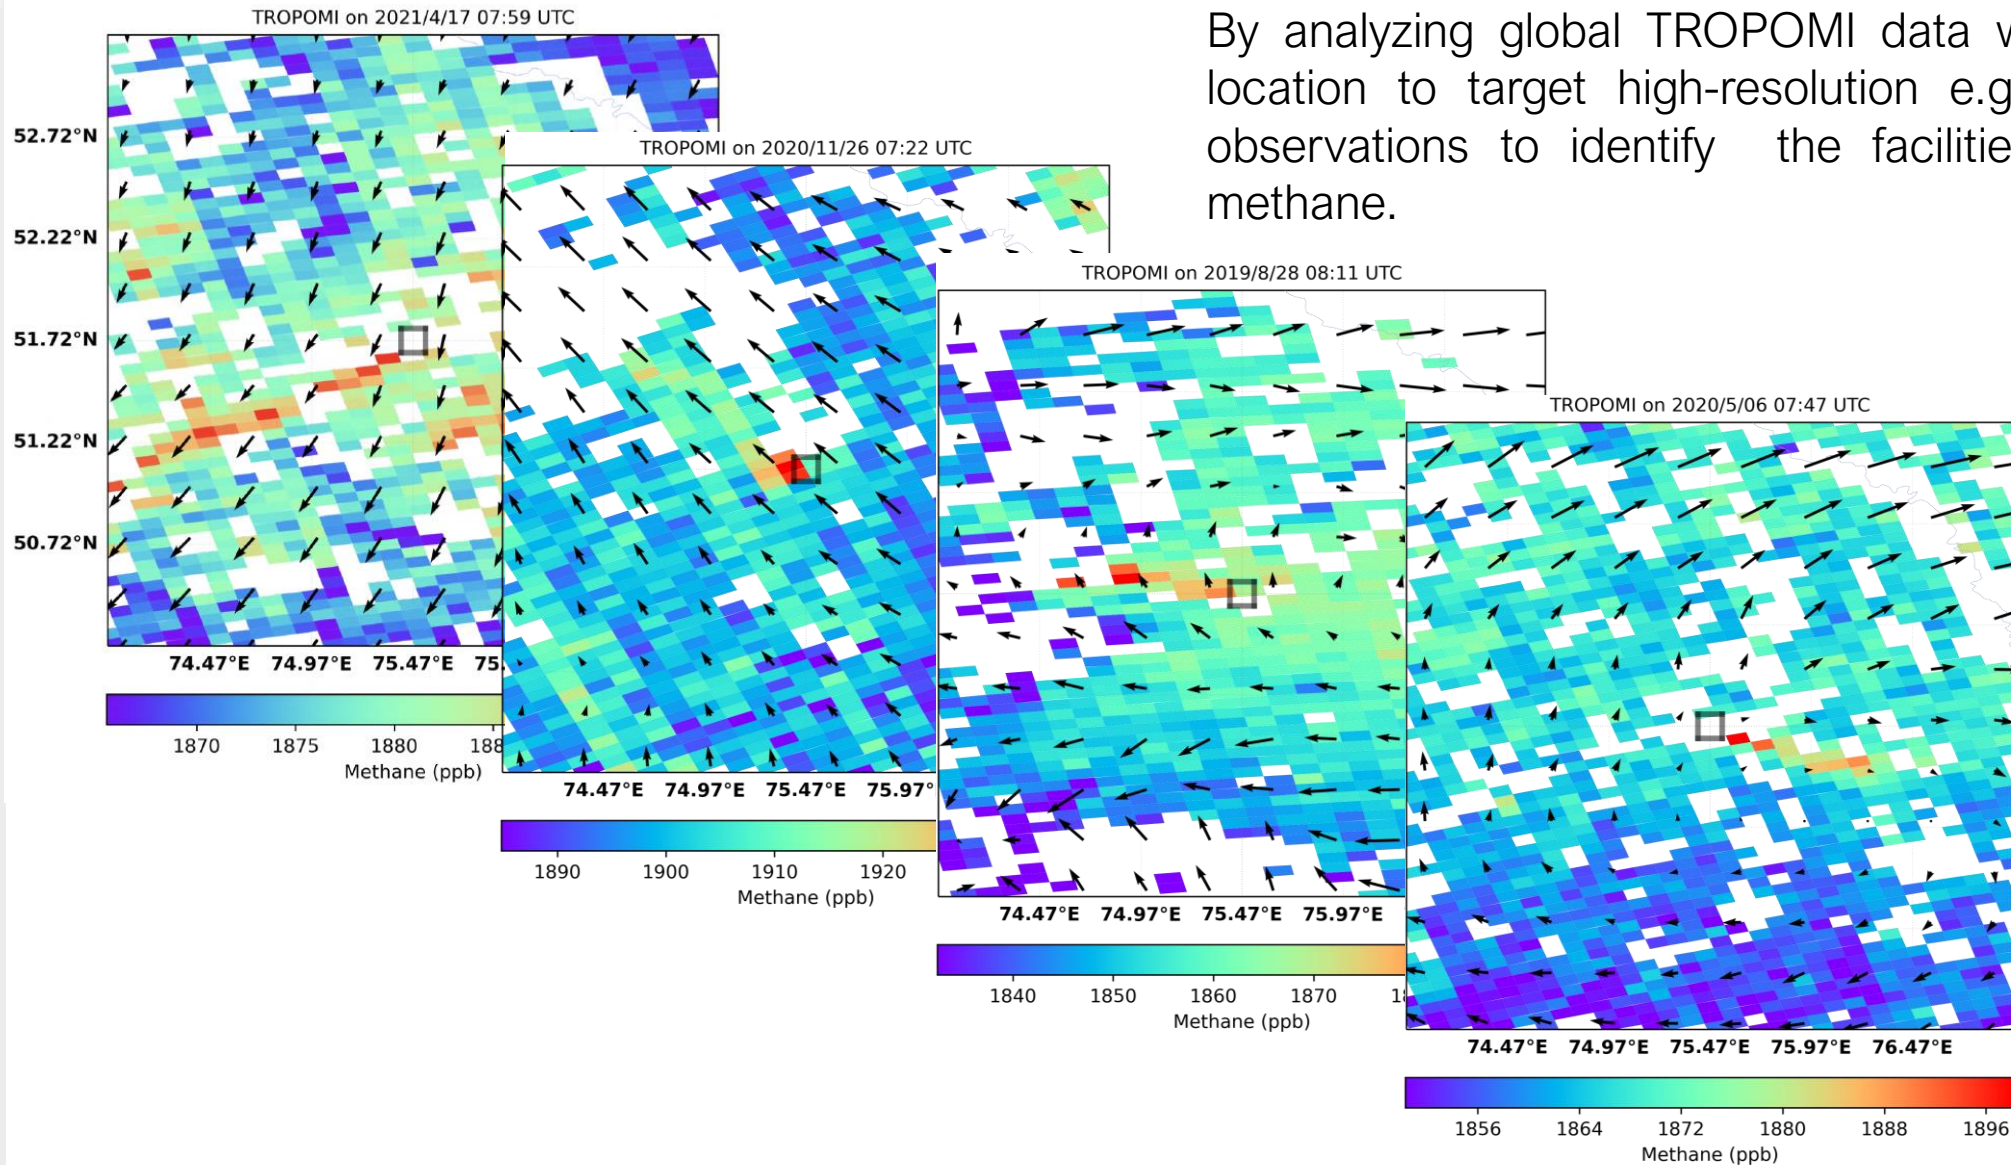 TROPOMI on 2021/4/17 07:59 UTC
52.72°N
52.22°N
51.72°N
51.22°N
50.72°N
74.47°E 74.97°E 75.47°E 75.
1870 1875 1880 188
Methane (ppb)
TROPOMI on 2020/11/26 07:22 UTC
74.47°E 74.97°E 75.47°E 75.97°
1890 1900 1910 1920
Methane (ppb)
TROPOMI on 2019/8/28 08:11 UTC
74.47°E 74.97°E 75.47°E 75.97°E
1840 1850 1860 1870 18
Methane (ppb)
TROPOMI on 2020/5/06 07:47 UTC
74.47°E 74.97°E 75.47°E 75.97°E 76.47°E
1856 1864 1872 1880 1888 1896
Methane (ppb)
By analyzing global TROPOMI data
location to target high-resolution e.g
observations to identify the facilitie
methane.